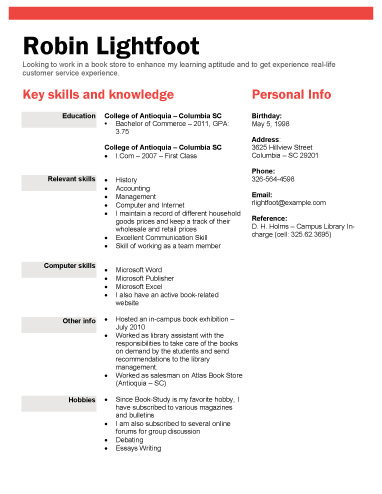 Robin Lightfoot
Looking to work in a book store to enhance my learning aptitude and to get experience real-life
customer service experience.
Key skills and knowledge
Education
College of Antioquia – Columbia SC
• Bachelor of Commerce – 2011, GPA:
3.75
College of Antioquia – Columbia SC
• I.Com – 2007 – First Class
Relevant skills
• History
• Accounting
• Management
• Computer and Internet
• I maintain a record of different household
goods prices and keep a track of their
wholesale and retail prices
• Excellent Communication Skill
• Skill of working as a team member
Computer skills
• Microsoft Word
• Microsoft Publisher
• Microsoft Excel
• I also have an active book-related
website
Other info
• Hosted an in-campus book exhibition –
July 2010
• Worked as library assistant with the
responsibilities to take care of the books
on demand by the students and send
recommendations to the library
management.
• Worked as salesman on Atlas Book Store
(Antioquia – SC)
Hobbies
• Since Book-Study is my favorite hobby, I
have subscribed to various magazines
and bulletins
• I am also subscribed to several online
forums for group discussion
• Debating
• Essays Writing
Personal Info
Birthday:
May 5, 1998
Address:
3625 Hillview Street
Columbia – SC 29201
Phone:
326-564-4598
Email:
rlightfoot@example.com
Reference:
D. H. Holms – Campus Library In-
charge (cell: 325.62.3695)